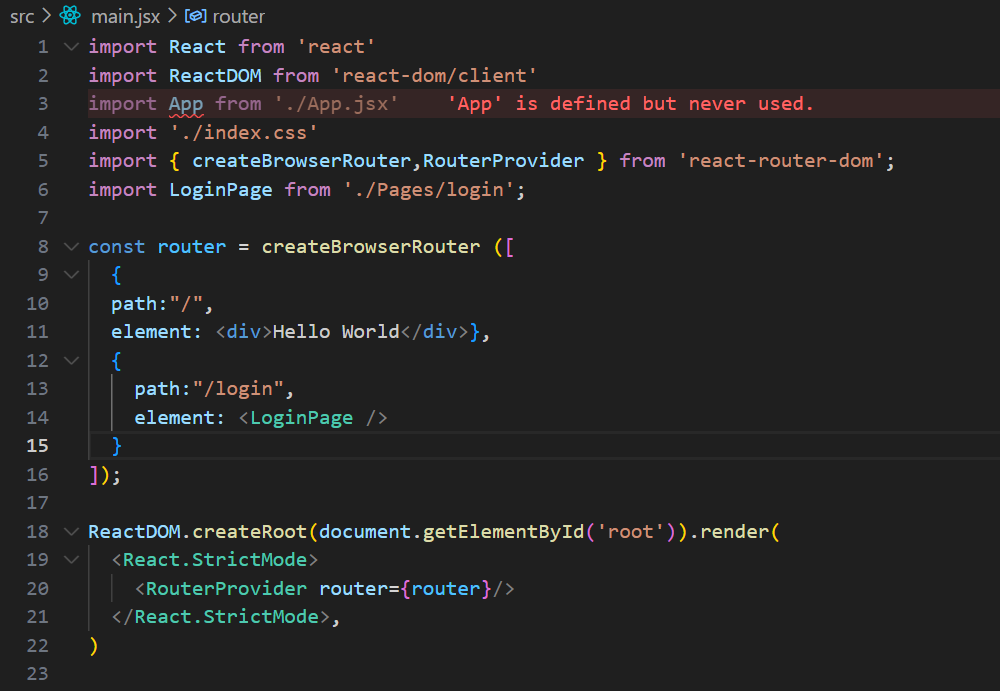 src > main.jsx > router
1 import React from 'react'
2 import ReactDOM from 'react-dom/client'
3 import App from './App.jsx' 'App' is defined but never used.
4 import './index.css'
5 import { createBrowserRouter,RouterProvider } from 'react-router-dom';
6 import LoginPage from './Pages/login';
7
8 const router = createBrowserRouter ([
9 {
10 path:"/",
11 element: <div>Hello World</div>},
12 {
13 path:"/login",
14 element: <LoginPage />
15 }
16 ]);
17
18 ReactDOM.createRoot(document.getElementById('root')).render(
19 <React.StrictMode>
20 <RouterProvider router={router}/>
21 </React.StrictMode>,
22 )
23